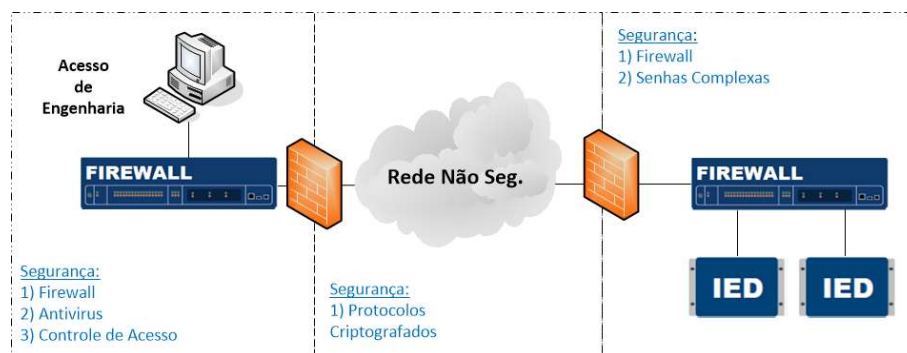 Acesso
de
Engenharia
FIREWALL
Segurança:
1) Firewall
2) Antivirus
3) Controle de Acesso
Rede Não Seg.
Segurança:
1) Protocolos
Criptografados
Segurança:
1) Firewall
2) Senhas Complexas
FIREWALL
IED
IED